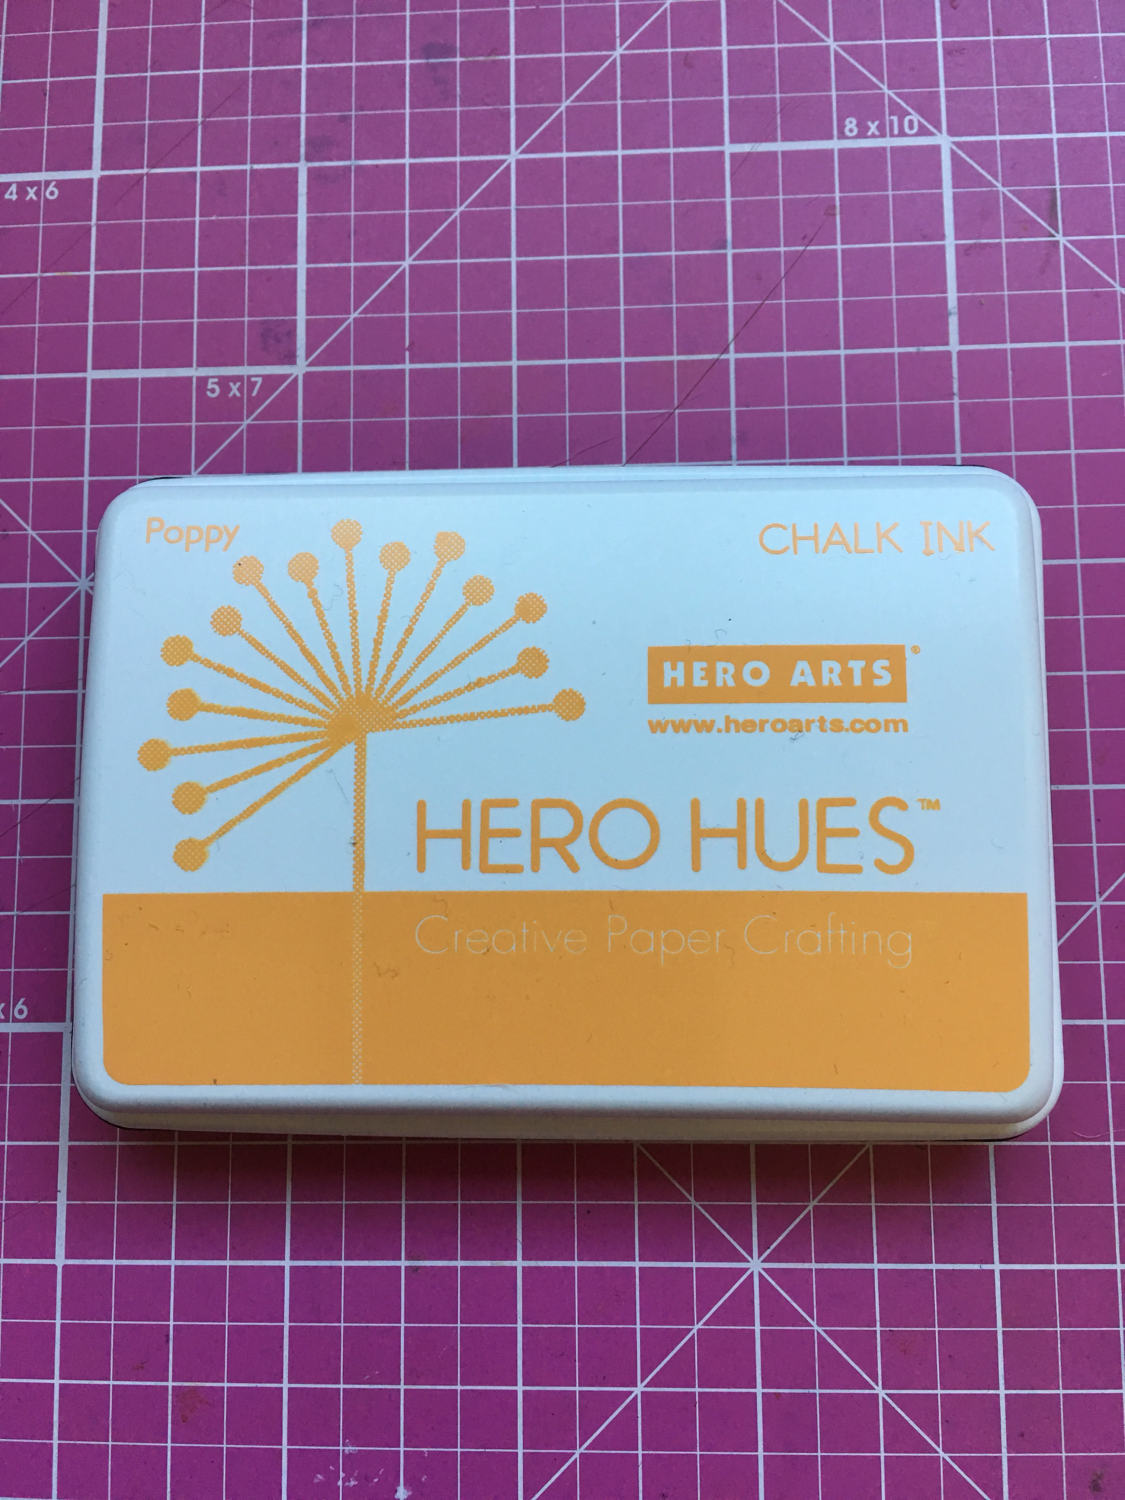 8 x 10
4 x 6
5 x 7
Poppy
CHALK INK
HERO ARTS®
www.heroarts.com
HERO HUES™
Creative Paper Crafting
x 6